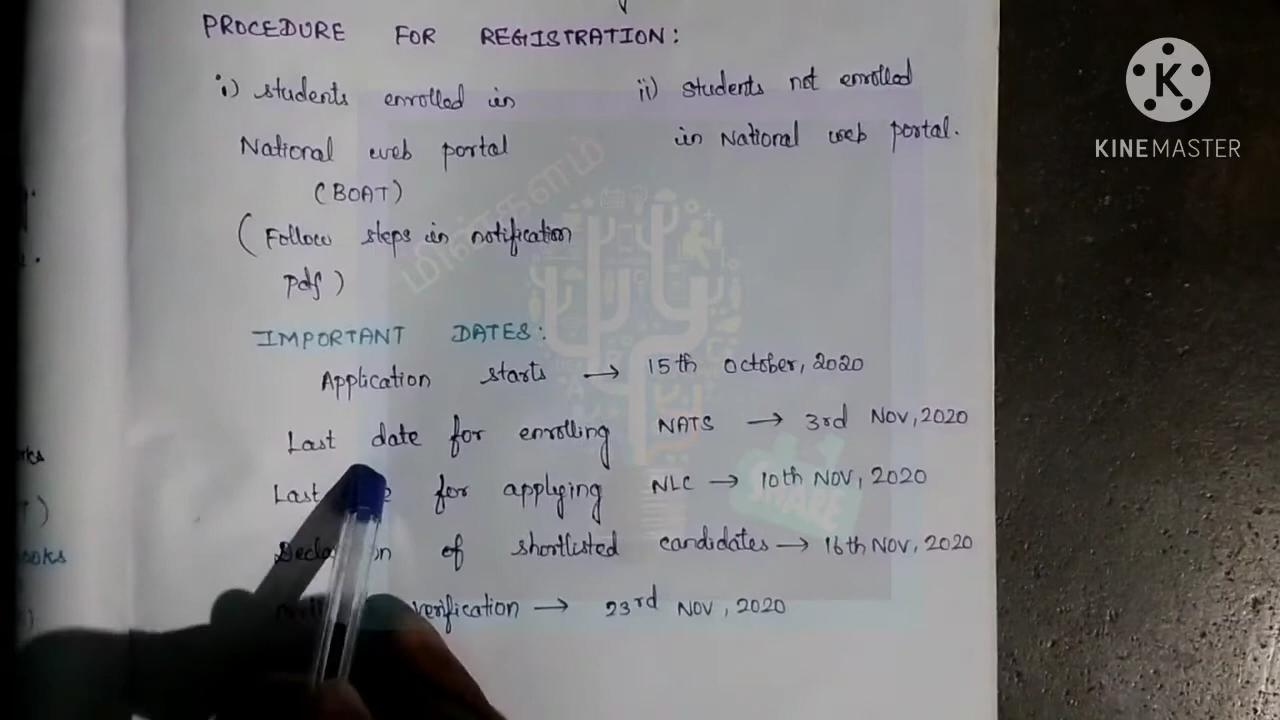 PROCEDURE FOR REGISTRATION:
i) students enrolled in
National web portal
(BOAT)
(Follow steps in notification
pdf)
ii) students not enrolled
in National web portal.
மின்களம்
IMPORTANT DATES:
Application starts → 15th October, 2020
Last date for enrolling NATS → 3rd Nov, 2020
Last for applying NLC → 10th Nov, 2020
of shortlisted candidates → 16th Nov, 2020
verification → 23rd Nov, 2020
SHARE
K
KINEMASTER